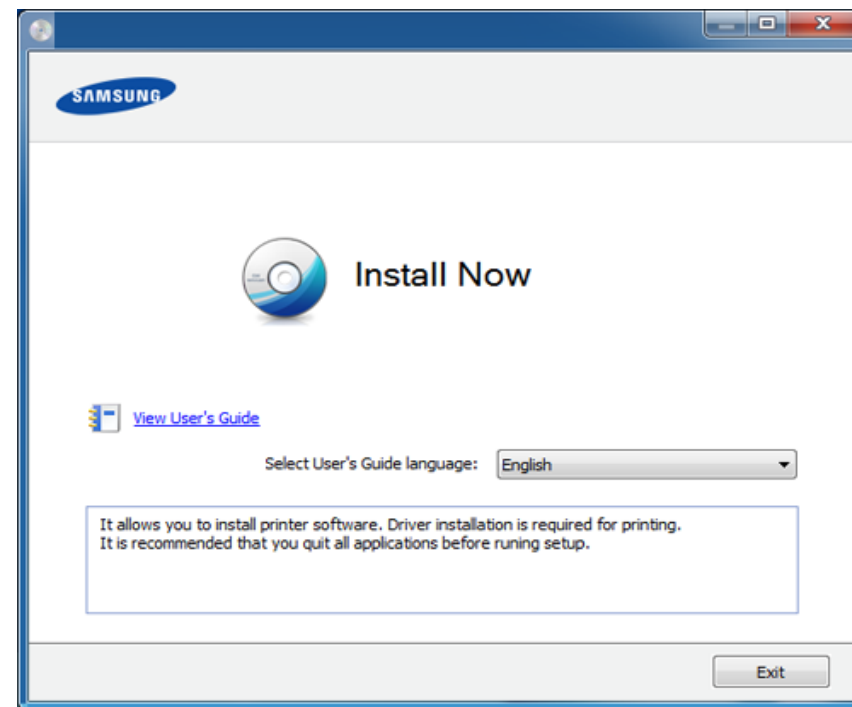 SAMSUNG
Install Now
View User's Guide
Select User's Guide language: English
It allows you to install printer software. Driver installation is required for printing.
It is recommended that you quit all applications before runing setup.
Exit